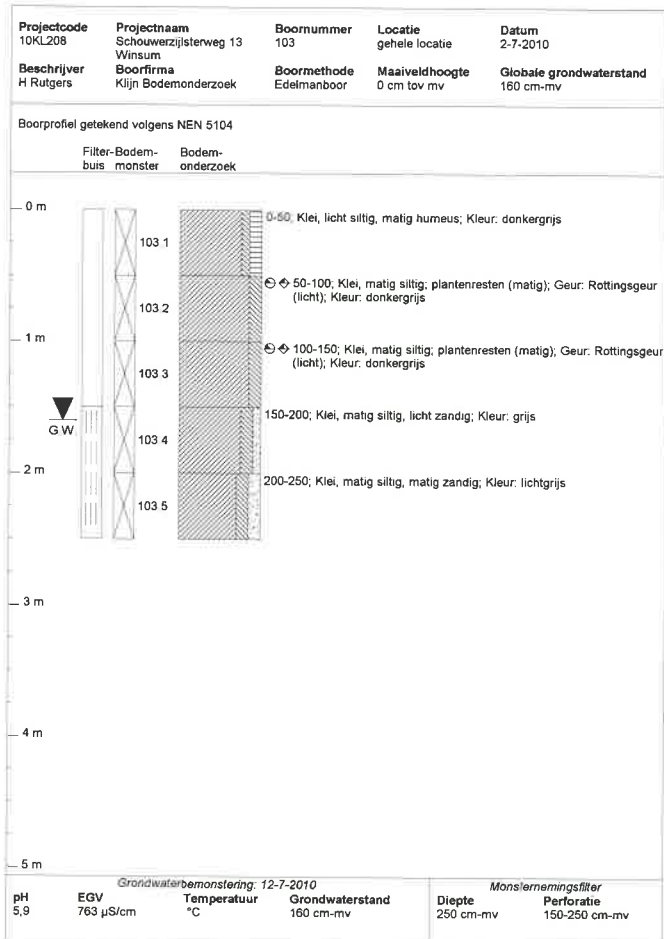 Projectcode Projectnaam Boornummer Locatie Datum
10KL208 Schouwerzijlsterweg 13 103 gehele locatie 2-7-2010
Winsum
Beschrijver Boorfirma Boormethode Maaiveldhoogte Globale grondwaterstand
H Rutgers Klijn Bodemonderzoek Edelmanboor 0 cm tov mv 160 cm-mv
Boorprofiel getekend volgens NEN 5104
Filter- Bodem- Bodem-
buis monster onderzoek
0 m
0-50; Klei, licht siltig, matig humeus; Kleur: donkergrijs
103 1
50-100; Klei, matig siltig; plantenresten (matig); Geur: Rottingsgeur
(licht); Kleur: donkergrijs
103 2
1 m
100-150; Klei, matig siltig; plantenresten (matig); Geur: Rottingsgeur
(licht); Kleur: donkergrijs
103 3
150-200; Klei, matig siltig, licht zandig; Kleur: grijs
G W
103 4
2 m
200-250; Klei, matig siltig, matig zandig; Kleur: lichtgrijs
103 5
3 m
4 m
5 m
Grondwaterbemonstering: 12-7-2010 Monsternemingsfilter
pH EGV Temperatuur Grondwaterstand Diepte Perforatie
5,9 763 µS/cm °C 160 cm-mv 250 cm-mv 150-250 cm-mv